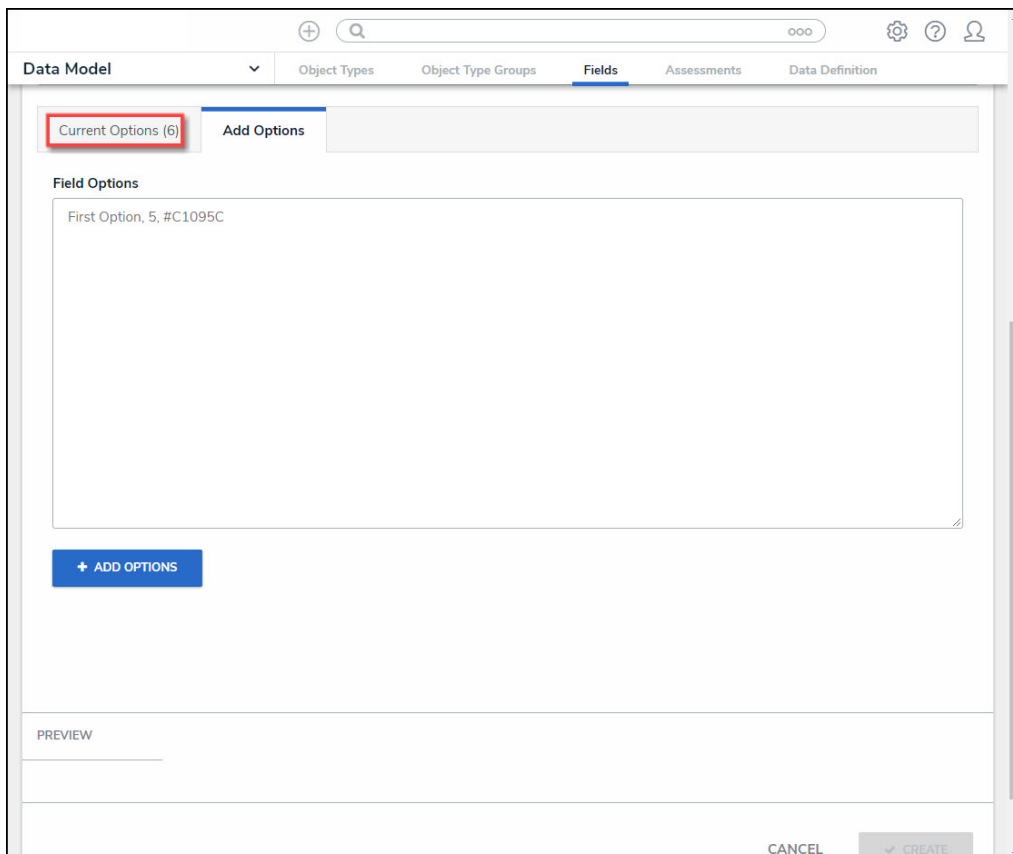 ooo
Data Model Object Types Object Type Groups Fields Assessments Data Definition
Current Options (6) Add Options
Field Options
First Option, 5, #C1095C
+ ADD OPTIONS
PREVIEW
CANCEL ✓ CREATE